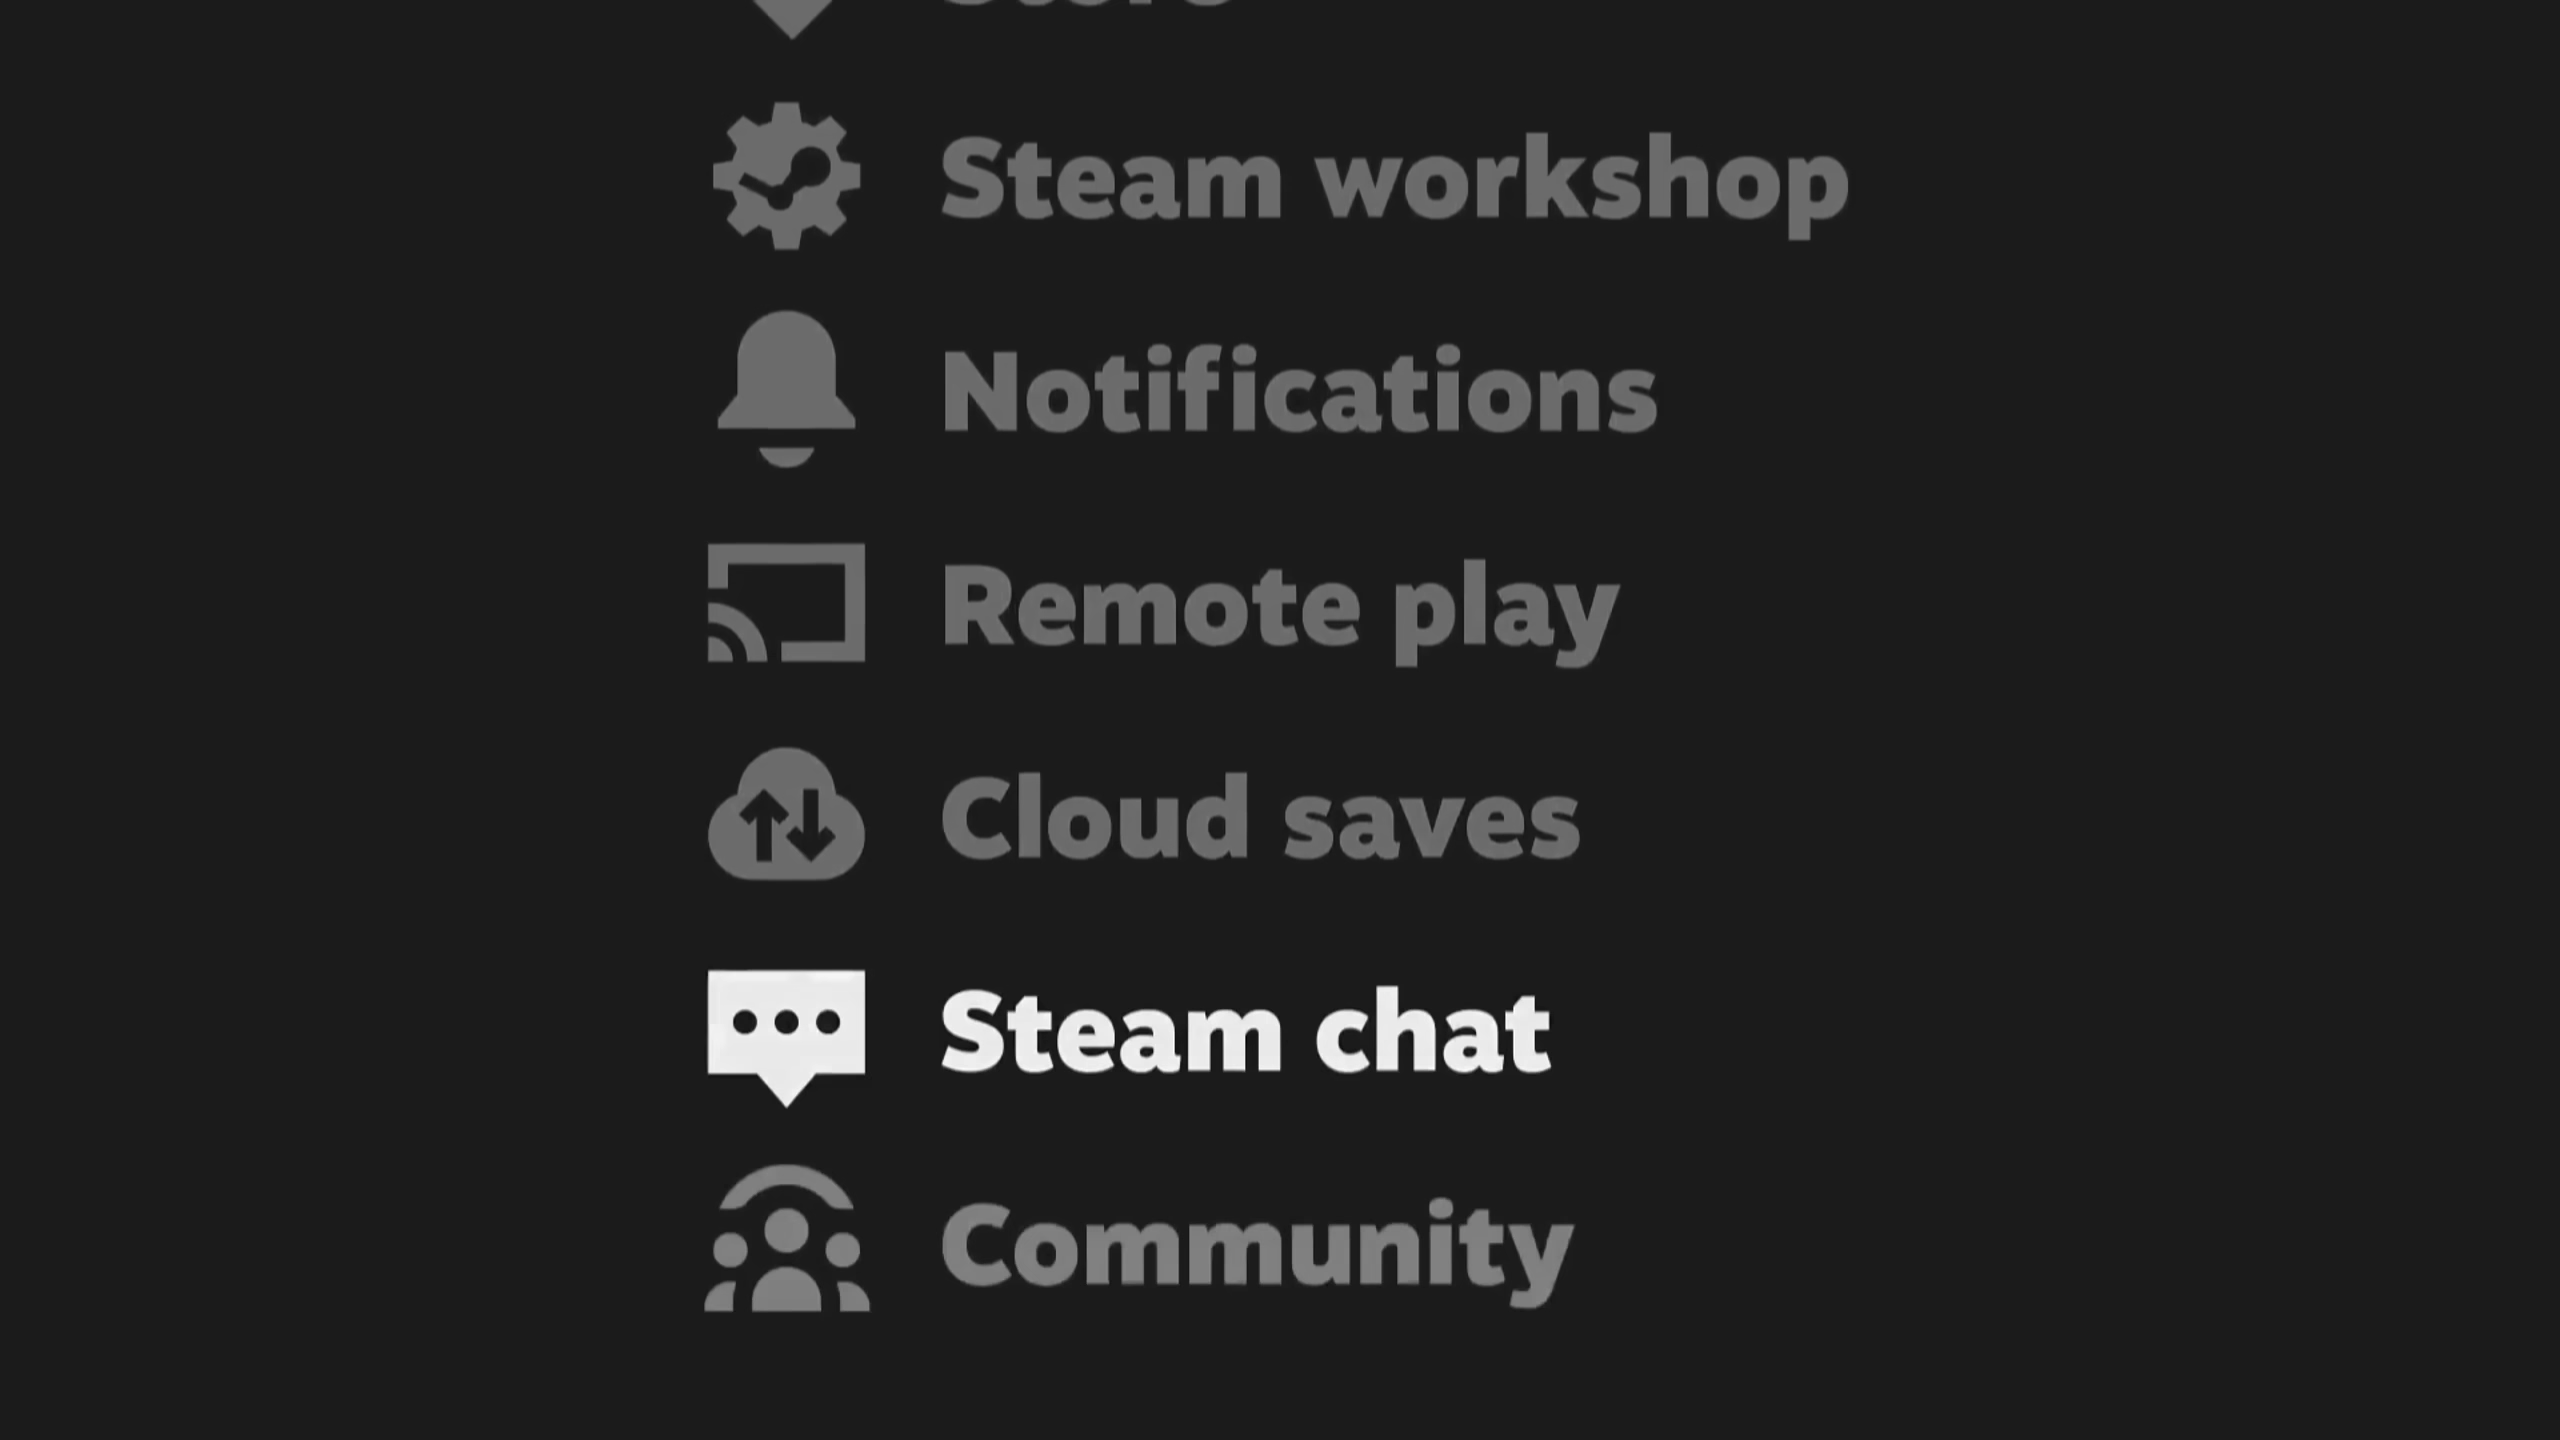 Steam workshop
Notifications
Remote play
Cloud saves
Steam chat
Community